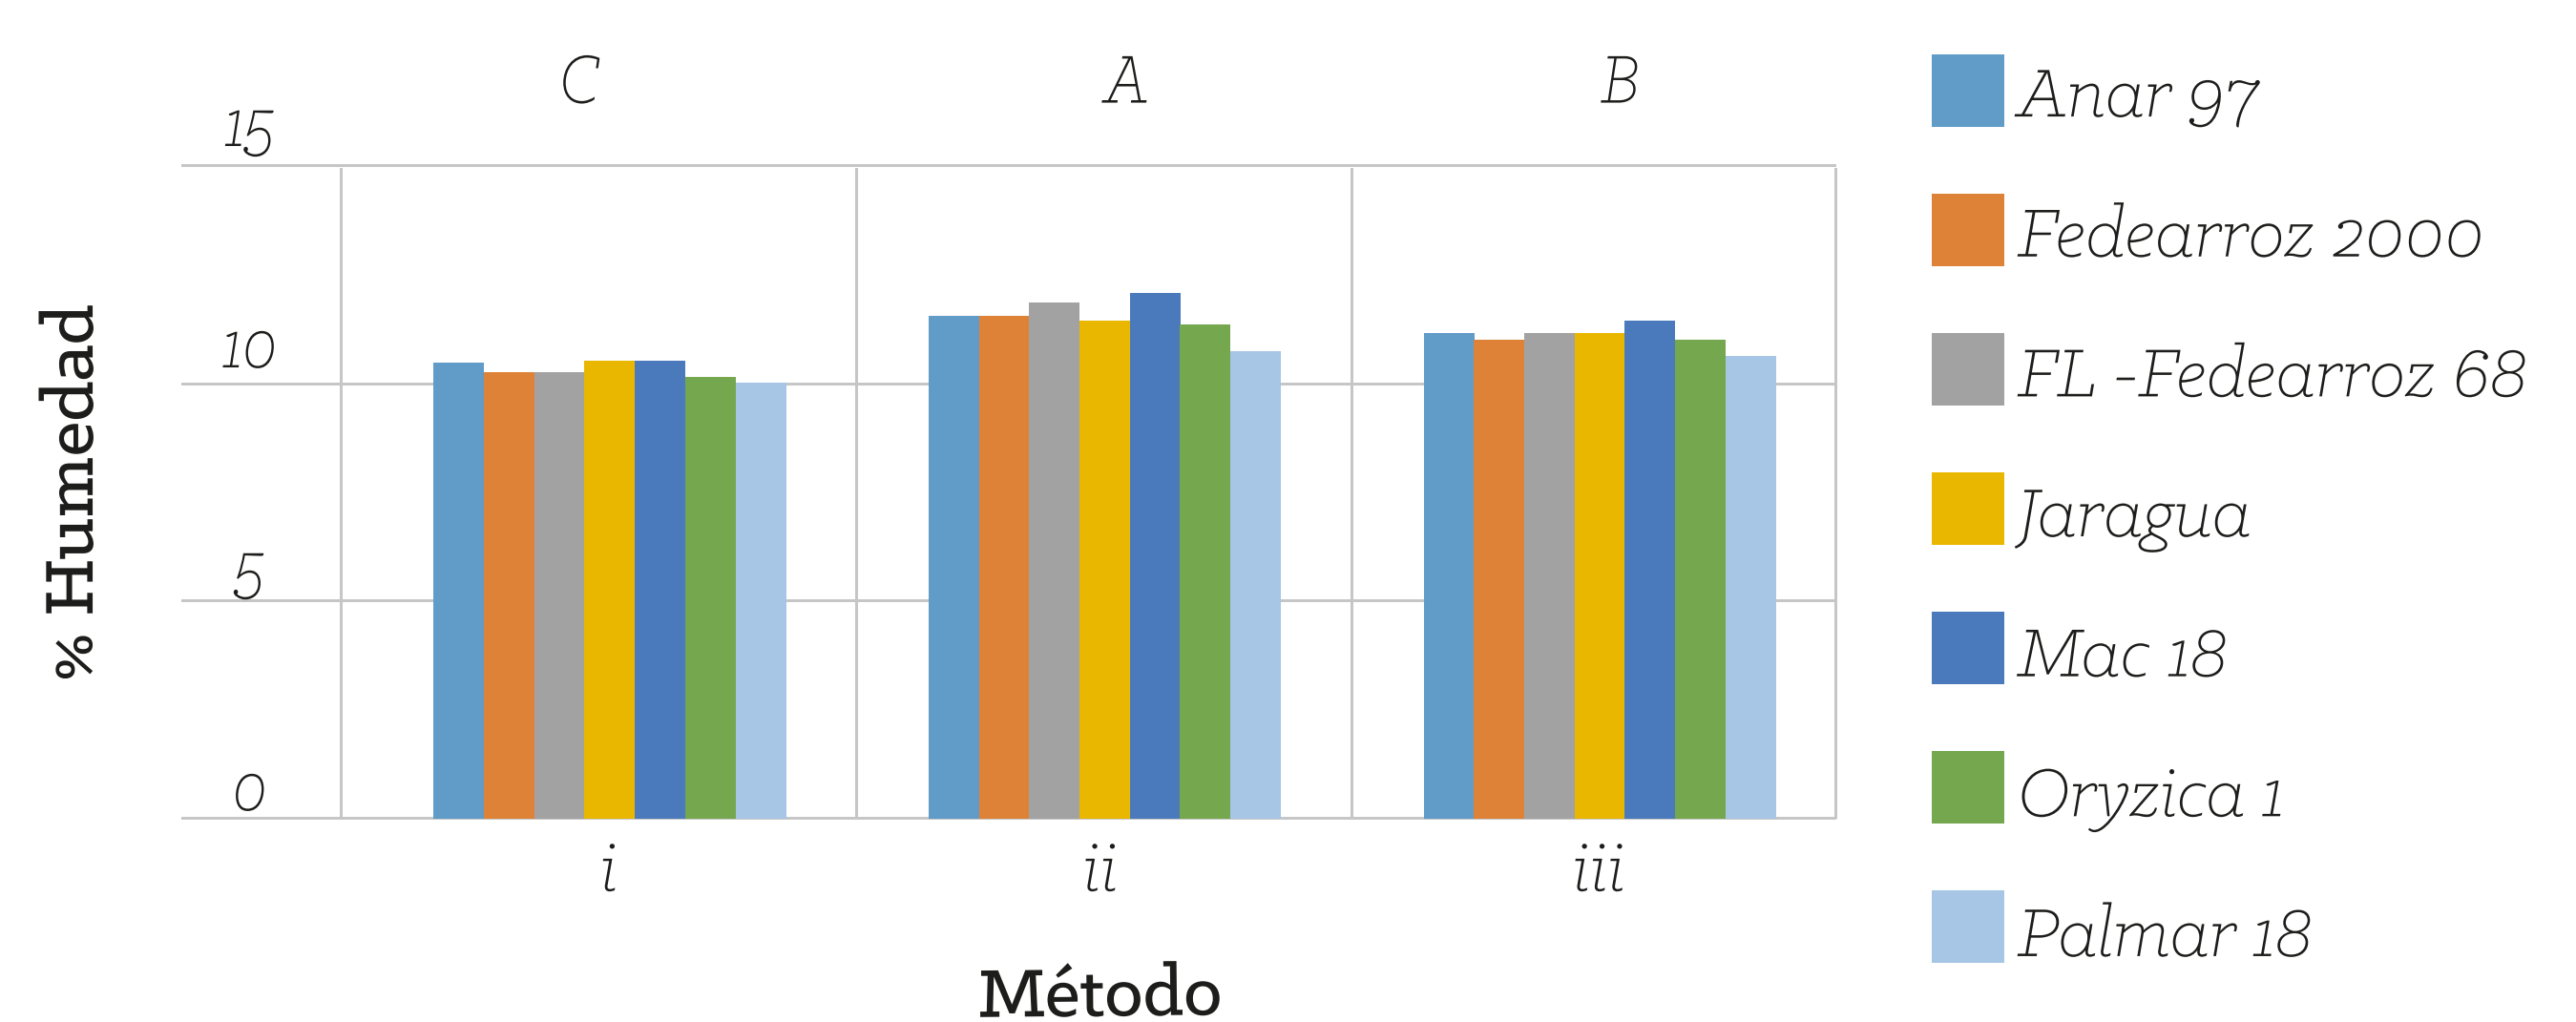 C A B
15
10
5
0
% Humedad
i ii iii
Método
Anar 97
Fedearroz 2000
FL -Fedearroz 68
Jaragua
Mac 18
Oryzica 1
Palmar 18